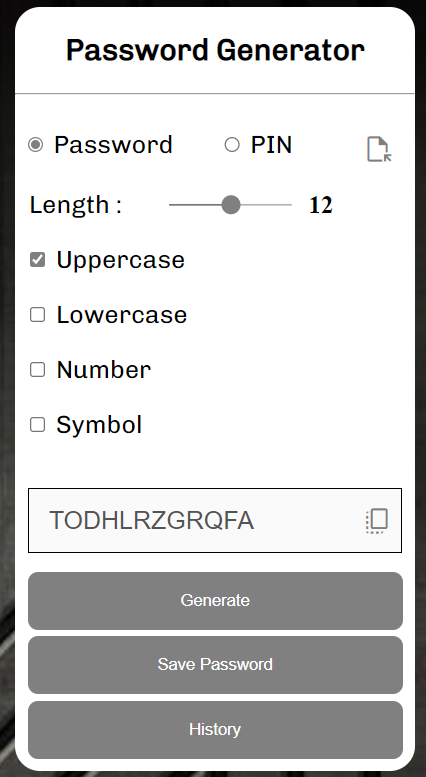 Password Generator
Password PIN
Length : 12
Uppercase
Lowercase
Number
Symbol
TODHLRZGRQFA
Generate
Save Password
History